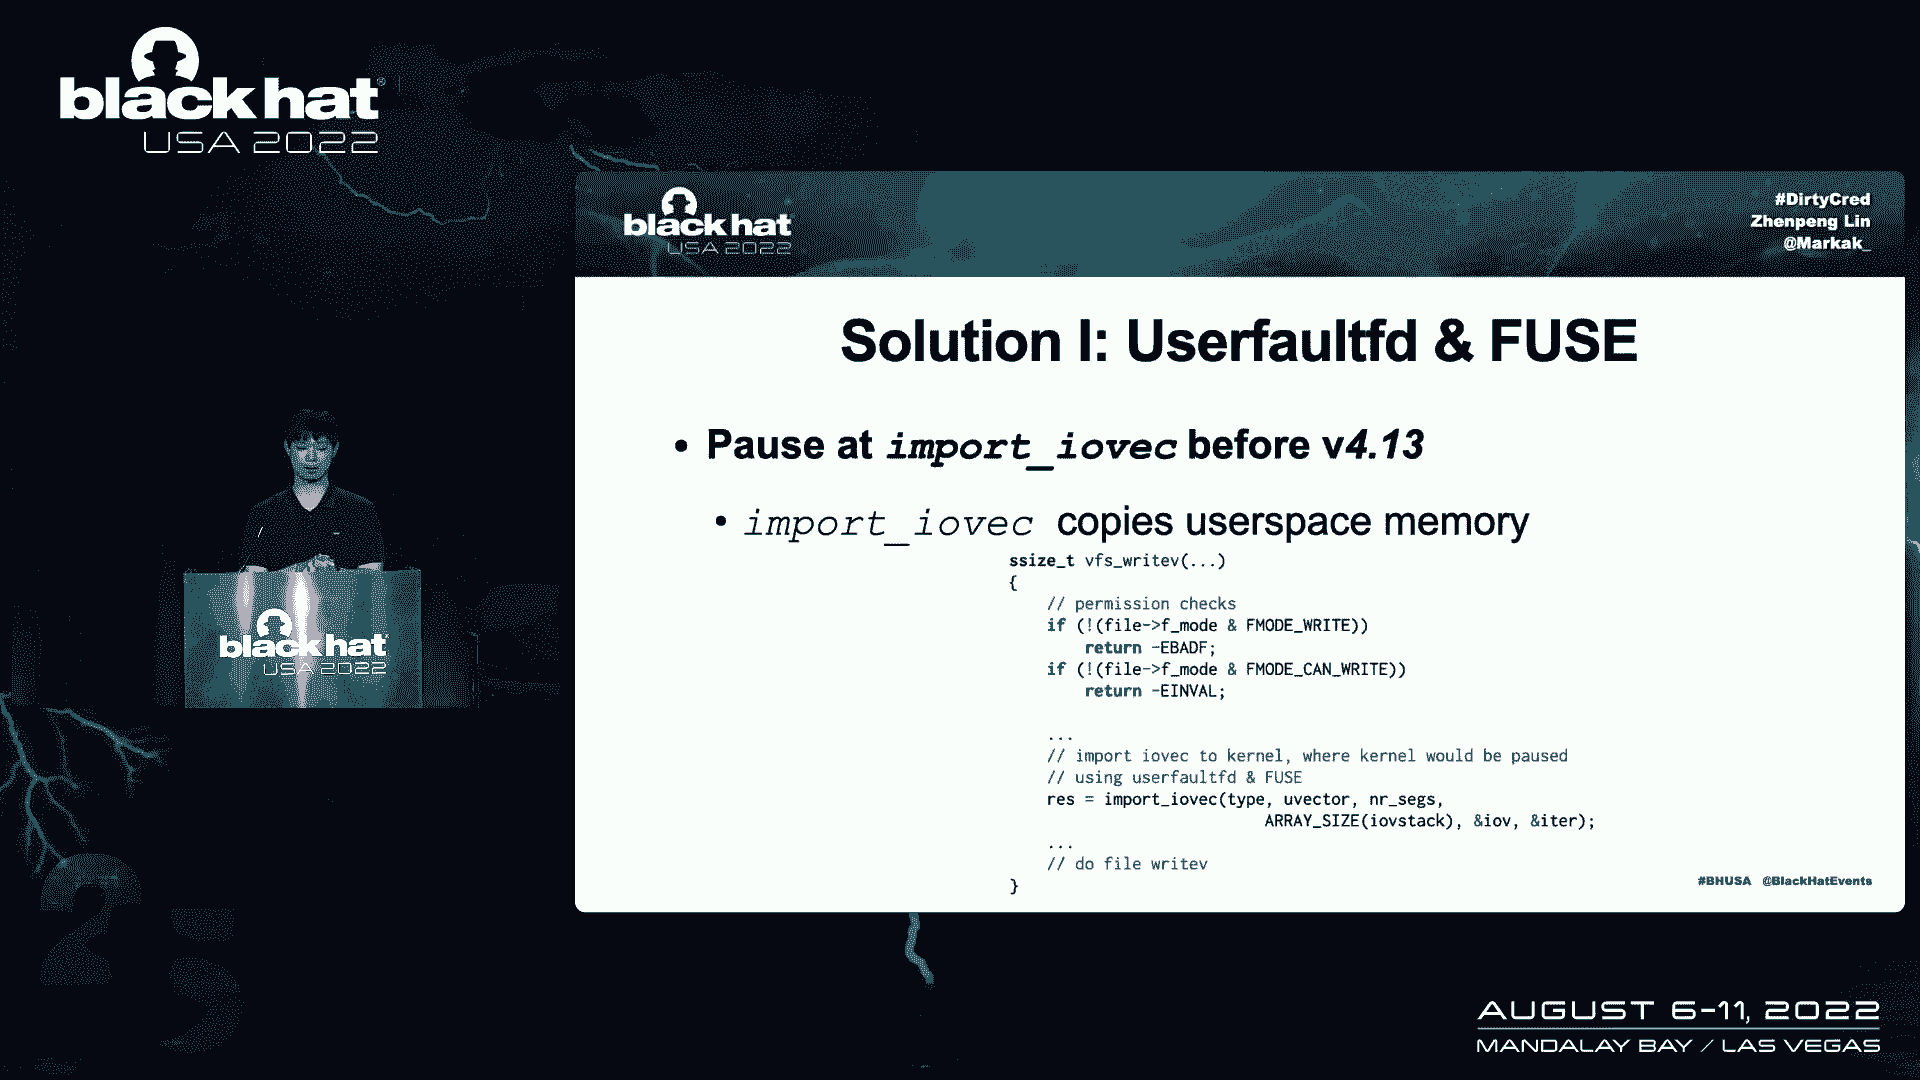 black hat
USA 2022
black hat
USA 2022
#DirtyCred
Zhenpeng Lin
@Markak_
Solution I: Userfaultfd & FUSE
• Pause at import_iovec before v4.13
• import_iovec copies userspace memory
ssize_t vfs_writev(...)
{
// permission checks
if (!(file->f_mode & FMODE_WRITE))
return -EBADF;
if (!(file->f_mode & FMODE_CAN_WRITE))
return -EINVAL;
...
// import iovec to kernel, where kernel would be paused
// using userfaultfd & FUSE
res = import_iovec(type, uvector, nr_segs,
ARRAY_SIZE(iovstack), &iov, &iter);
...
// do file writev
}
#BHUSA @BlackHatEvents
black hat
USA 2022
25
AUGUST 6-11, 2022
MANDALAY BAY / LAS VEGAS